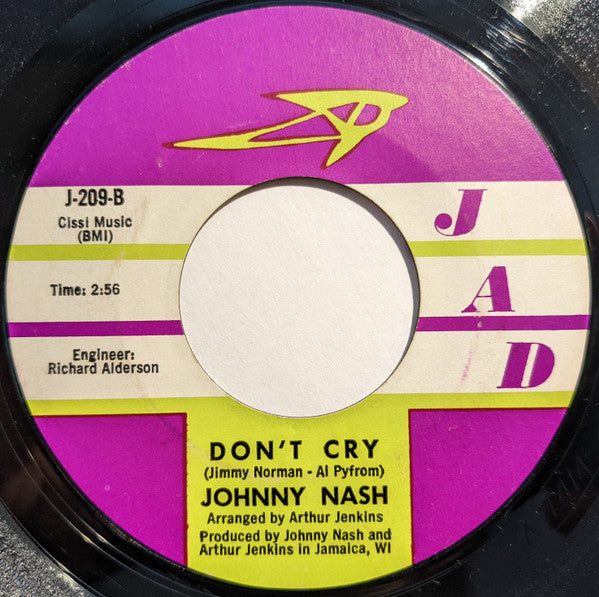 J-209-B
Cissi Music
(BMI)
Time: 2:56
Engineer:
Richard Alderson
J
A
D
DON'T CRY
(Jimmy Norman - Al Pyfrom)
JOHNNY NASH
Arranged by Arthur Jenkins
Produced by Johnny Nash and
Arthur Jenkins in Jamaica, WI